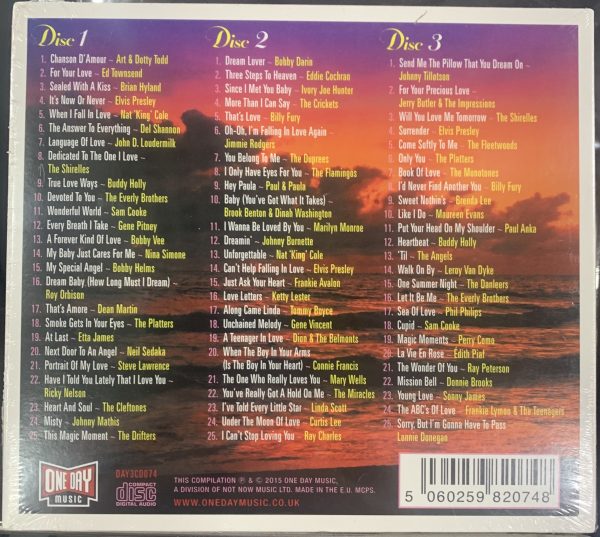 Disc 1
1. Chanson D'Amour ~ Art & Dotty Todd
2. For Your Love ~ Ed Townsend
3. Sealed With A Kiss ~ Brian Hyland
4. It's Now Or Never ~ Elvis Presley
5. When I Fall In Love ~ Nat 'King' Cole
6. The Answer To Everything ~ Del Shannon
7. Language Of Love ~ John D. Loudermilk
8. Dedicated To The One I Love ~
The Shirelles
9. True Love Ways ~ Buddy Holly
10. Devoted To You ~ The Everly Brothers
11. Wonderful World ~ Sam Cooke
12. Every Breath I Take ~ Gene Pitney
13. A Forever Kind Of Love ~ Bobby Vee
14. My Baby Just Cares For Me ~ Nina Simone
15. My Special Angel ~ Bobby Helms
16. Dream Baby (How Long Must I Dream) ~
Roy Orbison
17. That's Amore ~ Dean Martin
18. Smoke Gets In Your Eyes ~ The Platters
19. At Last ~ Etta James
20. Next Door To An Angel ~ Neil Sedaka
21. Portrait Of My Love ~ Steve Lawrence
22. Have I Told You Lately That I Love You ~
Ricky Nelson
23. Heart And Soul ~ The Cleftones
24. Misty ~ Johnny Mathis
25. This Magic Moment ~ The Drifters
Disc 2
1. Dream Lover ~ Bobby Darin
2. Three Steps To Heaven ~ Eddie Cochran
3. Since I Met You Baby ~ Ivory Joe Hunter
4. More Than I Can Say ~ The Crickets
5. That's Love ~ Billy Fury
6. Oh-Oh, I'm Falling In Love Again ~
Jimmie Rodgers
7. You Belong To Me ~ The Duprees
8. I Only Have Eyes For You ~ The Flamingos
9. Hey Paula ~ Paul & Paula
10. Baby (You've Got What It Takes) ~
Brook Benton & Dinah Washington
11. I Wanna Be Loved By You ~ Marilyn Monroe
12. Dreamin' ~ Johnny Burnette
13. Unforgettable ~ Nat 'King' Cole
14. Can't Help Falling In Love ~ Elvis Presley
15. Just Ask Your Heart ~ Frankie Avalon
16. Love Letters ~ Ketty Lester
17. Along Came Linda ~ Tommy Boyce
18. Unchained Melody ~ Gene Vincent
19. A Teenager In Love ~ Dion & The Belmonts
20. When The Boy In Your Arms
(Is The Boy In Your Heart) ~ Connie Francis
21. The One Who Really Loves You ~ Mary Wells
22. You've Really Got A Hold On Me ~ The Miracles
23. I've Told Every Little Star ~ Linda Scott
24. Under The Moon Of Love ~ Curtis Lee
25. I Can't Stop Loving You ~ Ray Charles
Disc 3
1. Send Me The Pillow That You Dream On ~
Johnny Tillotson
2. For Your Precious Love ~
Jerry Butler & The Impressions
3. Will You Love Me Tomorrow ~ The Shirelles
4. Surrender ~ Elvis Presley
5. Come Softly To Me ~ The Fleetwoods
6. Only You ~ The Platters
7. Book Of Love ~ The Monotones
8. I'd Never Find Another You ~ Billy Fury
9. Sweet Nothin's ~ Brenda Lee
10. Like I Do ~ Maureen Evans
11. Put Your Head On My Shoulder ~ Paul Anka
12. Heartbeat ~ Buddy Holly
13. 'Til ~ The Angels
14. Walk On By ~ Leroy Van Dyke
15. One Summer Night ~ The Danleers
16. Let It Be Me ~ The Everly Brothers
17. Sea Of Love ~ Phil Philips
18. Cupid ~ Sam Cooke
19. Magic Moments ~ Perry Como
20. La Vie En Rose ~ Édith Piaf
21. The Wonder Of You ~ Ray Peterson
22. Mission Bell ~ Donnie Brooks
23. Young Love ~ Sonny James
24. The ABC's Of Love ~ Frankie Lymon & The Teenagers
25. Sorry, But I'm Gonna Have To Pass ~
Lonnie Donegan
ONE DAY
MUSIC
DAY3CD074
COMPACT
disc
DIGITAL AUDIO
THIS COMPILATION ℗ & © 2015 ONE DAY MUSIC,
A DIVISION OF NOT NOW MUSIC LTD. MADE IN THE E.U. MCPS.
WWW.ONEDAYMUSIC.CO.UK
5 060259 820748